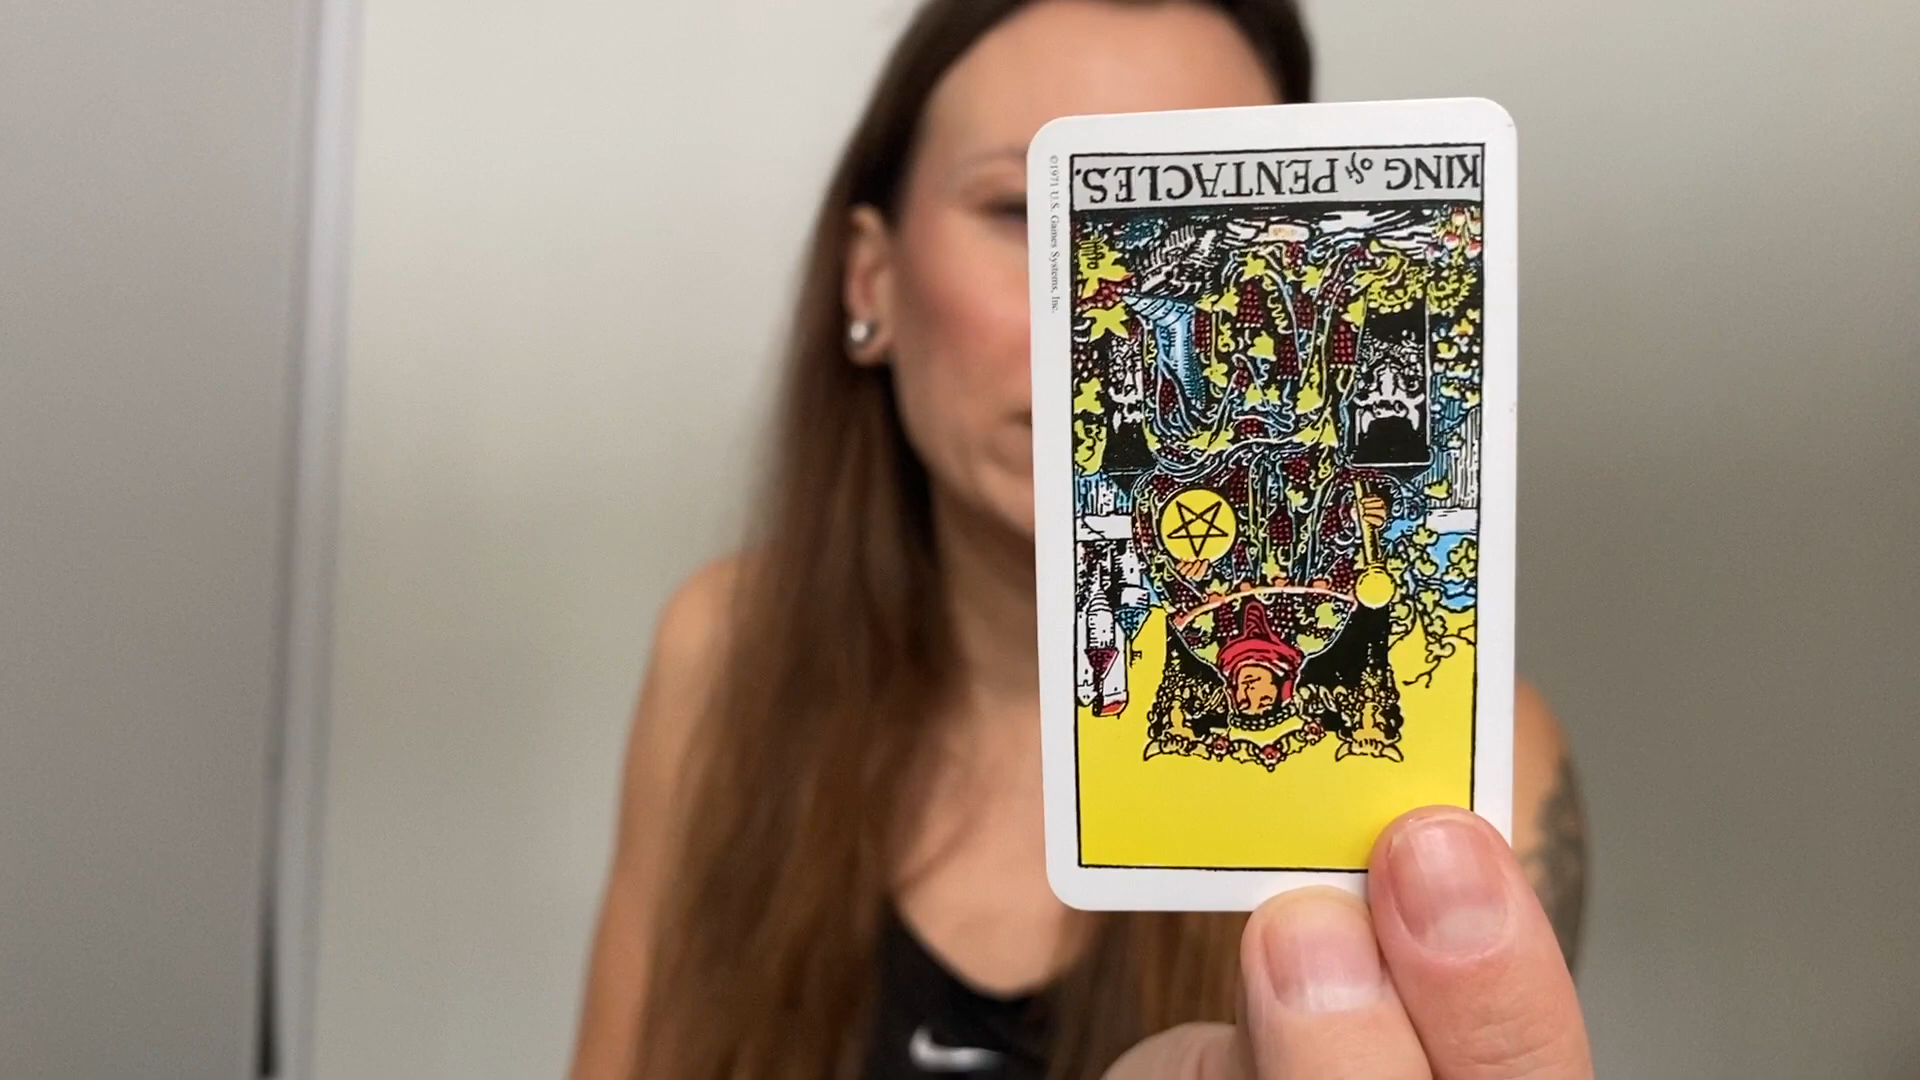 KING of PENTACLES.
©1971 U.S. Games Systems, Inc.